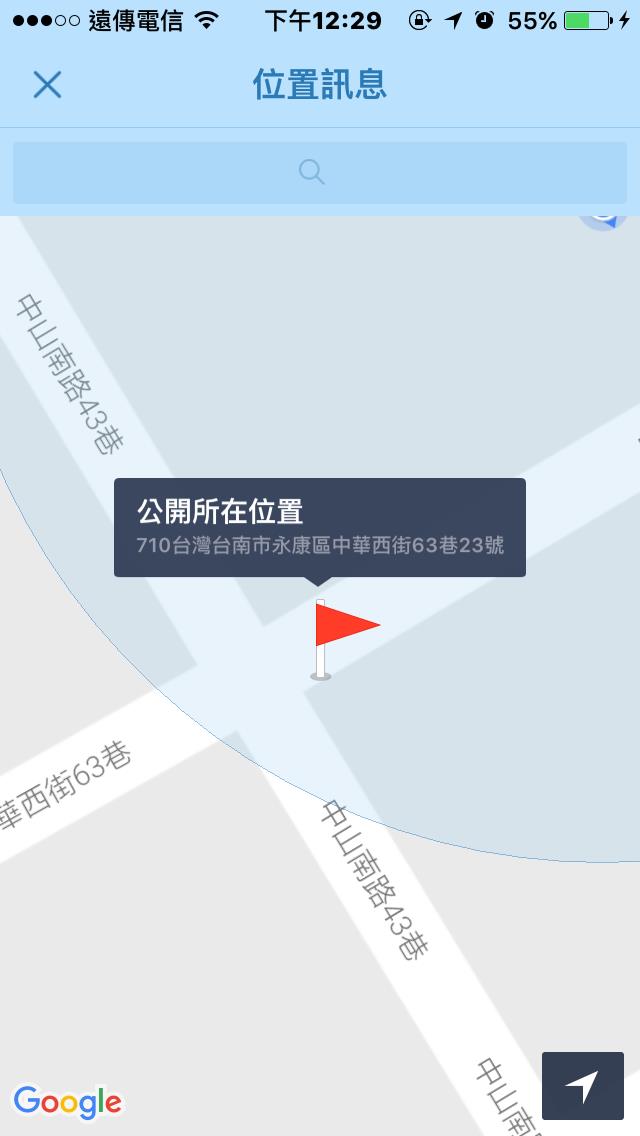 遠傳電信 下午12:29 55%
位置訊息
中山南路43巷
公開所在位置
710台灣台南市永康區中華西街63巷23號
華西街63巷
中山南路43巷
中山南
Google